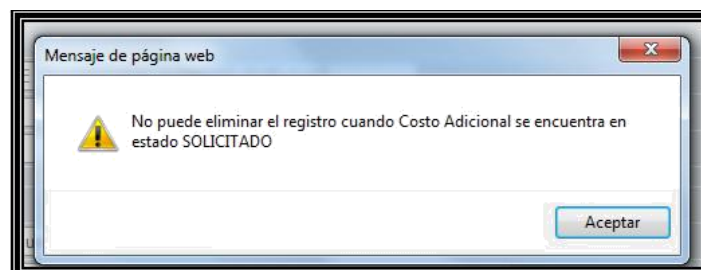 Mensaje de página web
No puede eliminar el registro cuando Costo Adicional se encuentra en
estado SOLICITADO
Aceptar